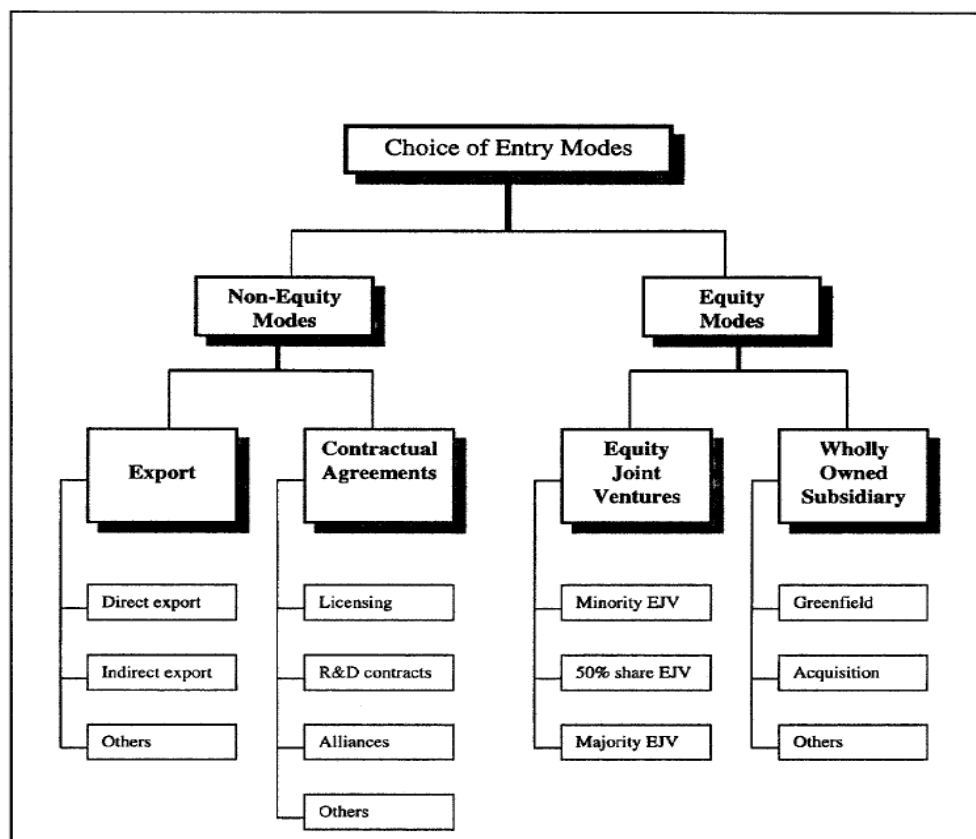 Choice of Entry Modes
Non-Equity
Modes
Equity
Modes
Export
Contractual
Agreements
Equity
Joint
Ventures
Wholly
Owned
Subsidiary
Direct export
Licensing
Minority EJV
Greenfield
Indirect export
R&D contracts
50% share EJV
Acquisition
Others
Alliances
Majority EJV
Others
Others